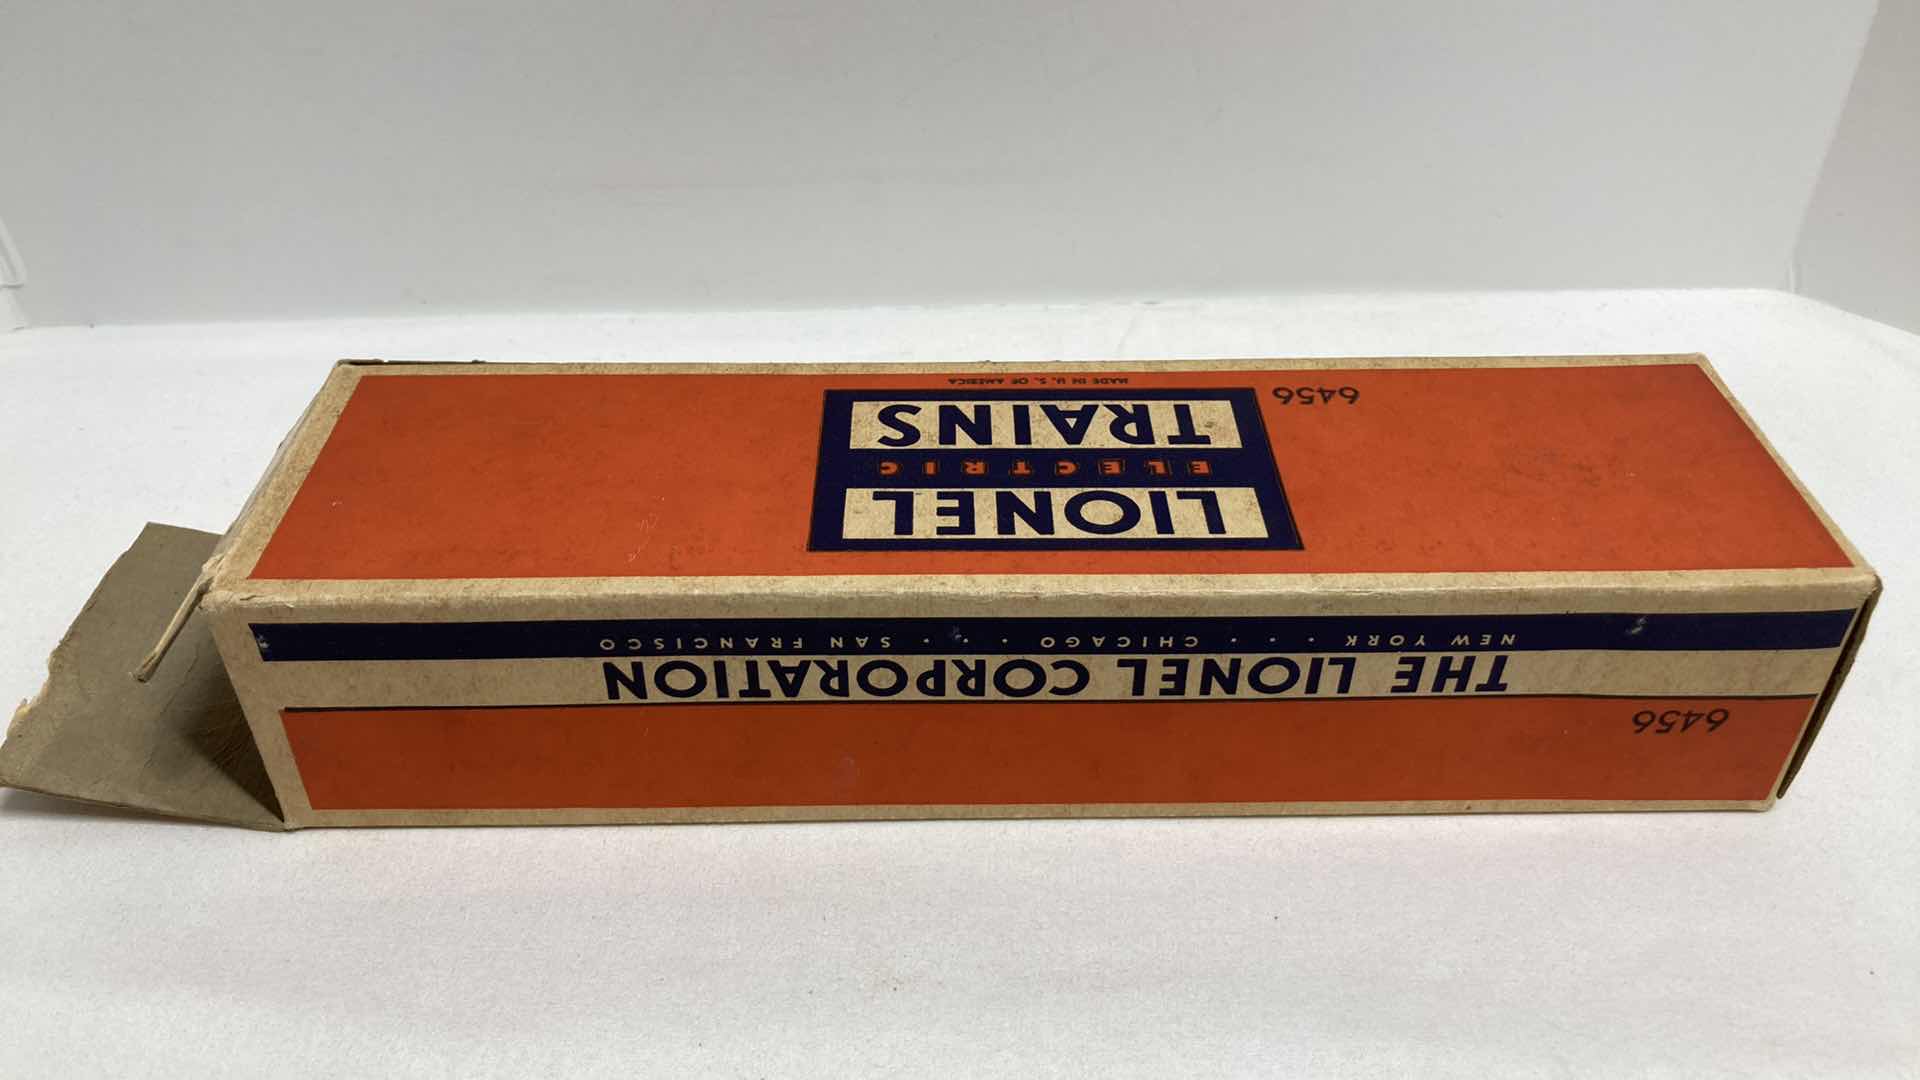 LIONEL
ELECTRIC
TRAINS
MADE IN U. S. OF AMERICA
6456
6456
THE LIONEL CORPORATION
NEW YORK · · · CHICAGO · · · SAN FRANCISCO